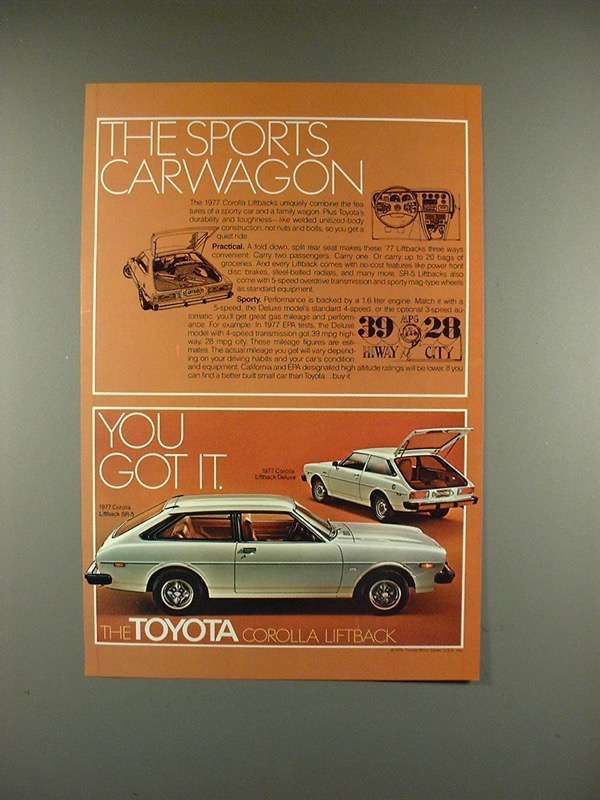 THE SPORTS
CARWAGON
The 1977 Corolla Liftbacks uniquely combine the fea
tures of a sporty car and a family wagon. Plus Toyota's
durability and toughness—like welded unitized-body
construction, not nuts and bolts, so you get a
quiet ride.
Practical. A fold down, split rear seat makes these '77 Liftbacks three ways
convenient. Carry two passengers. Carry one. Or carry up to 20 bags of
groceries. And every Liftback comes with no-cost features like power front
disc brakes, steel-belted radials, and many more. SR-5 Liftbacks also
come with 5-speed overdrive transmission and sporty mag-type wheels
as standard equipment.
Sporty. Performance is backed by a 1.6 liter engine. Match it with a
5-speed, the Deluxe model's standard 4-speed, or the optional 3-speed au-
tomatic, you'll get great gas mileage and perform-
ance. For example: In 1977 EPA tests, the Deluxe
model with 4-speed transmission got 39 mpg high-
way, 28 mpg city. These mileage figures are esti-
mates. The actual mileage you get will vary depend-
ing on your driving habits and your car's condition
and equipment. California and EPA designated high altitude ratings will be lower. If you
can find a better built small car than Toyota...buy it.
39 MPG 28
HIWAY CITY
YOU
GOT IT.
1977 Corolla
Liftback Deluxe
1977 Corolla
Liftback SR-5
THE TOYOTA COROLLA LIFTBACK